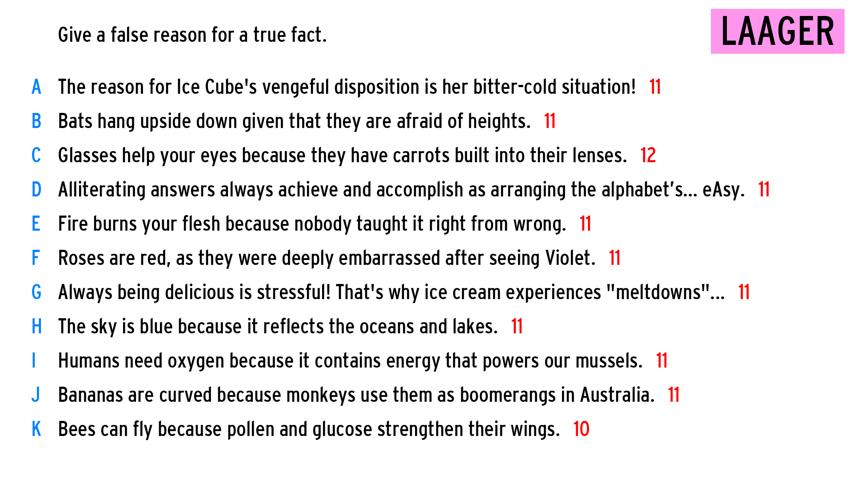 Give a false reason for a true fact.
LAAGER
A The reason for Ice Cube's vengeful disposition is her bitter-cold situation! 11
B Bats hang upside down given that they are afraid of heights. 11
C Glasses help your eyes because they have carrots built into their lenses. 12
D Alliterating answers always achieve and accomplish as arranging the alphabet's... eAsy. 11
E Fire burns your flesh because nobody taught it right from wrong. 11
F Roses are red, as they were deeply embarrassed after seeing Violet. 11
G Always being delicious is stressful! That's why ice cream experiences "meltdowns"... 11
H The sky is blue because it reflects the oceans and lakes. 11
I Humans need oxygen because it contains energy that powers our mussels. 11
J Bananas are curved because monkeys use them as boomerangs in Australia. 11
K Bees can fly because pollen and glucose strengthen their wings. 10